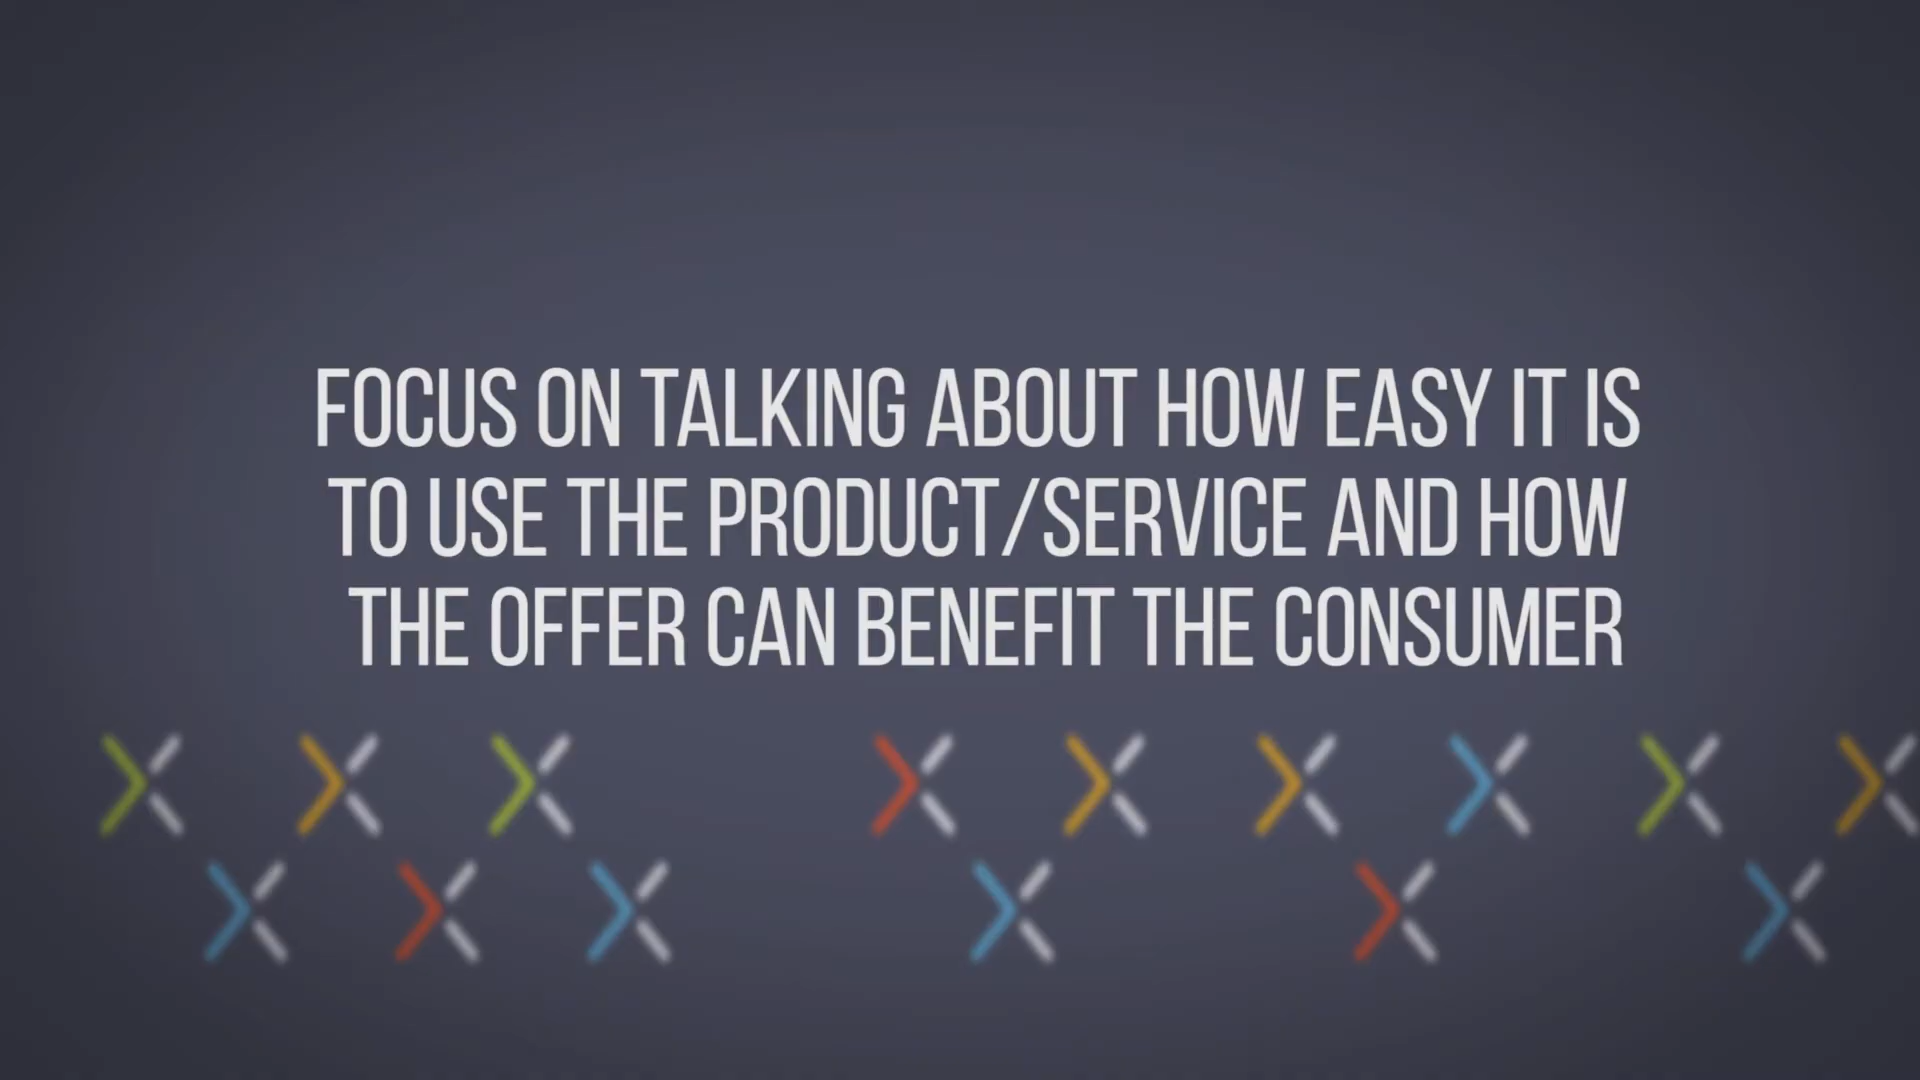 FOCUS ON TALKING ABOUT HOW EASY IT IS
TO USE THE PRODUCT/SERVICE AND HOW
THE OFFER CAN BENEFIT THE CONSUMER